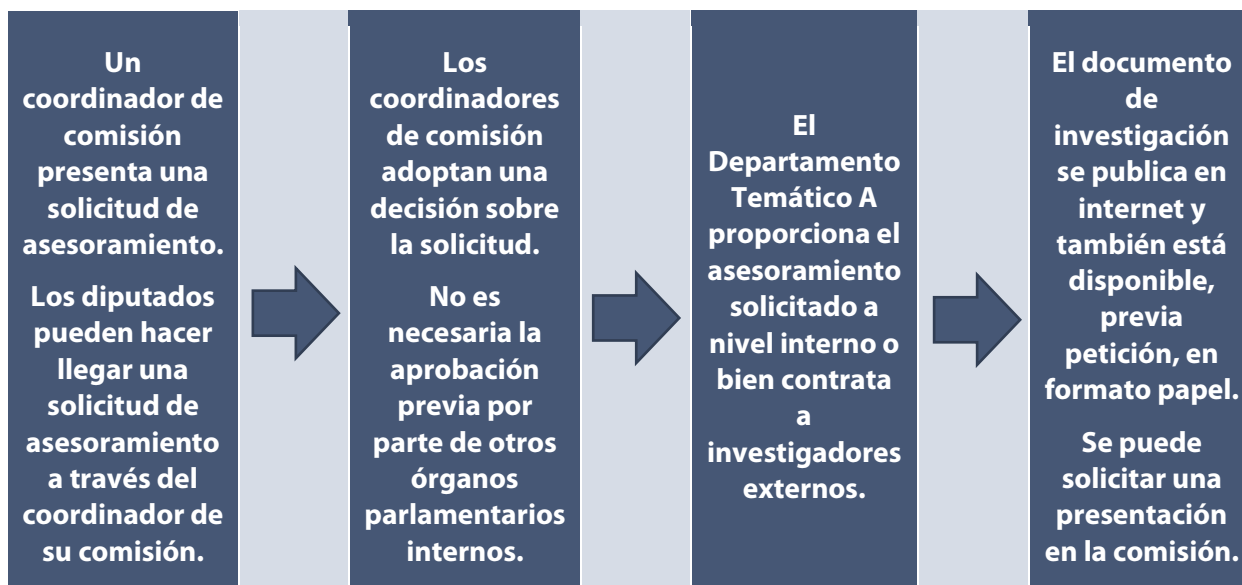 Un
coordinador de
comisión
presenta una
solicitud de
asesoramiento.
Los diputados
pueden hacer
llegar una
solicitud de
asesoramiento
a través del
coordinador de
su comisión.
Los
coordinadores
de comisión
adoptan una
decisión sobre
la solicitud.
No es
necesaria la
aprobación
previa por
parte de otros
órganos
parlamentarios
internos.
El
Departamento
Temático A
proporciona el
asesoramiento
solicitado a
nivel interno o
bien contrata
a
investigadores
externos.
El documento
de
investigación
se publica en
internet y
también está
disponible,
previa
petición, en
formato papel.
Se puede
solicitar una
presentación
en la comisión.